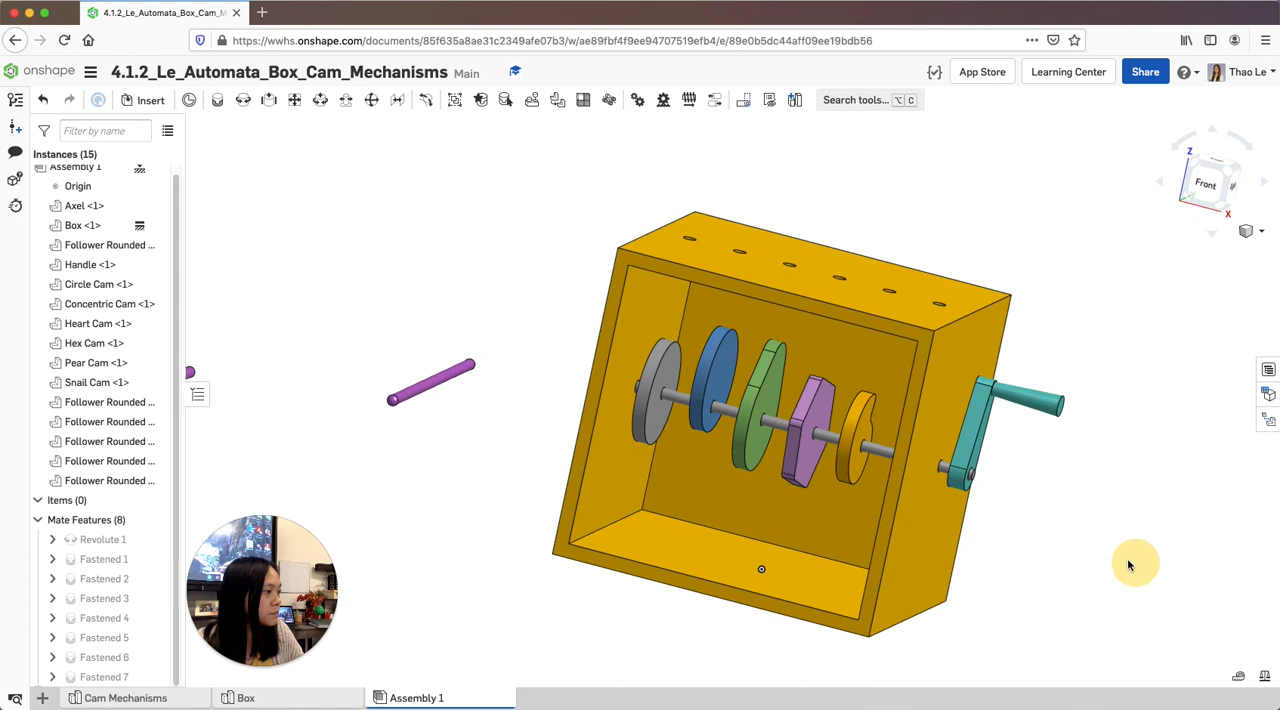 4.1.2_Le_Automata_Box_Cam_M
https://wwhs.onshape.com/documents/85f635a8ae31c2349afe07b3/w/ae89fbf4f9ee94707519efb4/e/89e0b5dc44aff09ee19bdb56
onshape 4.1.2_Le_Automata_Box_Cam_Mechanisms Main App Store Learning Center Share Thao Le
Insert Search tools... ⌥ C
Filter by name
Instances (15)
Assembly 1
Origin
Axel <1>
Box <1>
Follower Rounded ...
Handle <1>
Circle Cam <1>
Concentric Cam <1>
Heart Cam <1>
Hex Cam <1>
Pear Cam <1>
Snail Cam <1>
Follower Rounded ...
Follower Rounded ...
Follower Rounded ...
Follower Rounded ...
Follower Rounded ...
Items (0)
Mate Features (8)
Revolute 1
Fastened 1
Fastened 2
Fastened 3
Fastened 4
Fastened 5
Fastened 6
Fastened 7
Z
Front
X
Cam Mechanisms Box Assembly 1